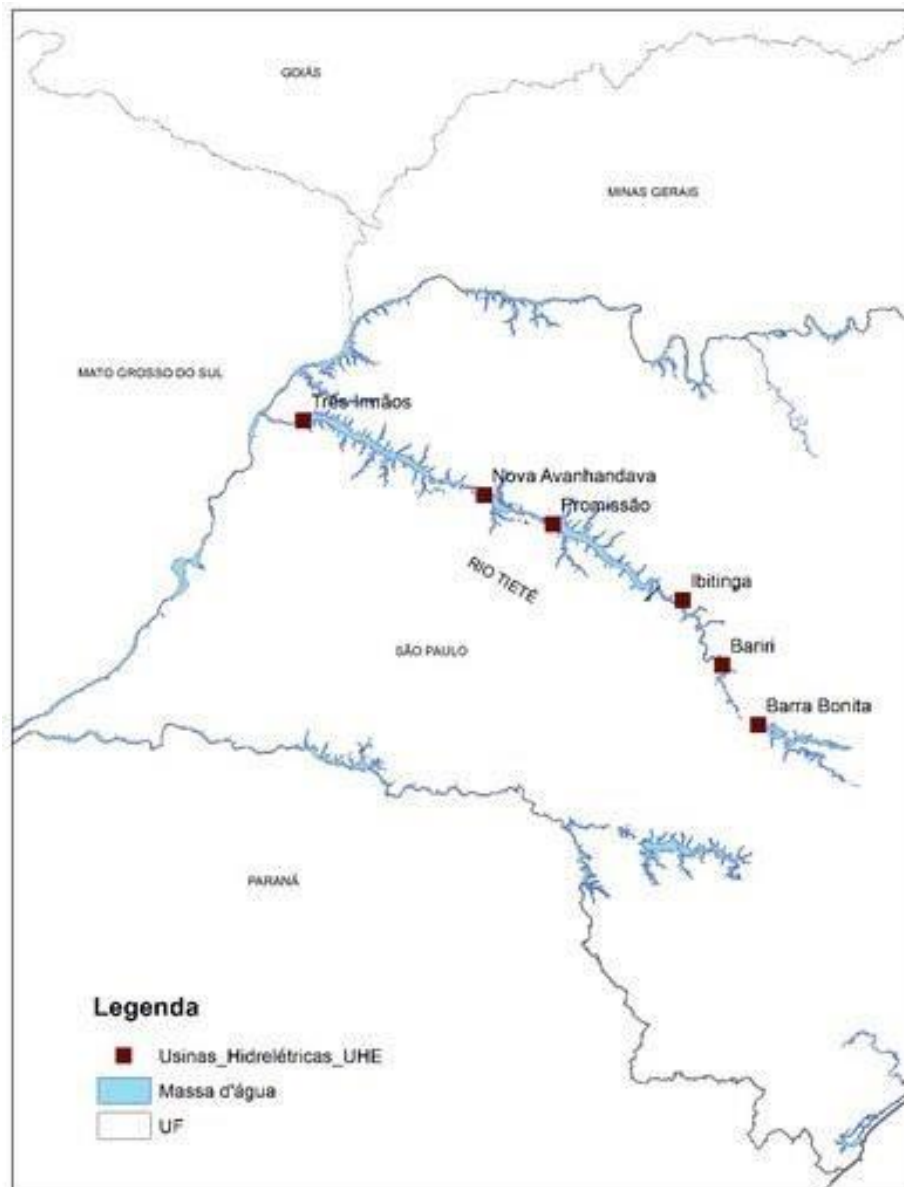 GOIÁS
MINAS GERAIS
MATO GROSSO DO SUL
Três Irmãos
Nova Avanhandava
Promissão
RIO TIETÊ
Ibitinga
SÃO PAULO
Bariri
Barra Bonita
PARANÁ
Legenda
Usinas_Hidrelétricas_UHE
Massa d'água
UF